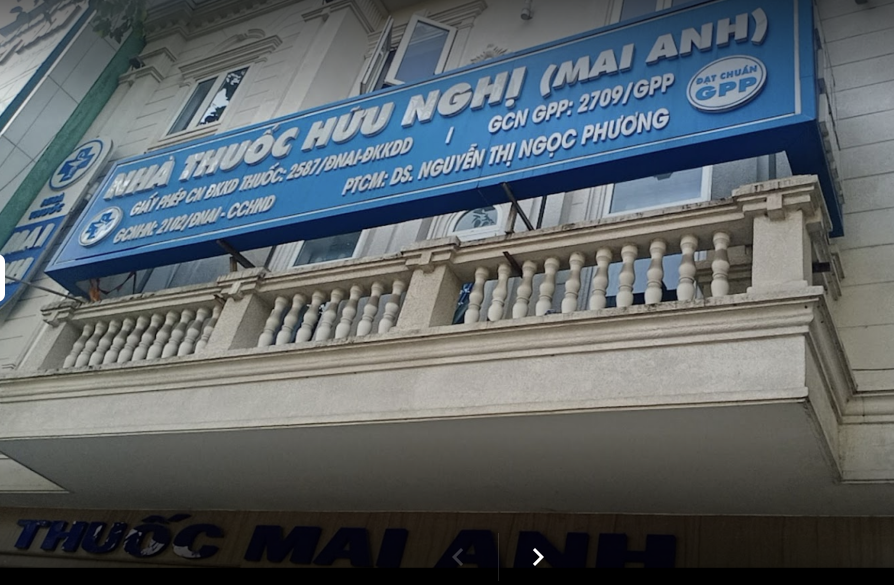 NHÀ THUỐC HỮU NGHỊ (MAI ANH)
GIẤY PHÉP CN ĐKKD THUỐC: 2587/ĐNAI-ĐKKDD
GCNHN: 2102/ĐNAI - CCHND
GCN GPP: 2709/GPP
PTCM: DS. NGUYỄN THỊ NGỌC PHƯƠNG
ĐẠT CHUẨN
GPP
MAI
THUỐC MAI ANH